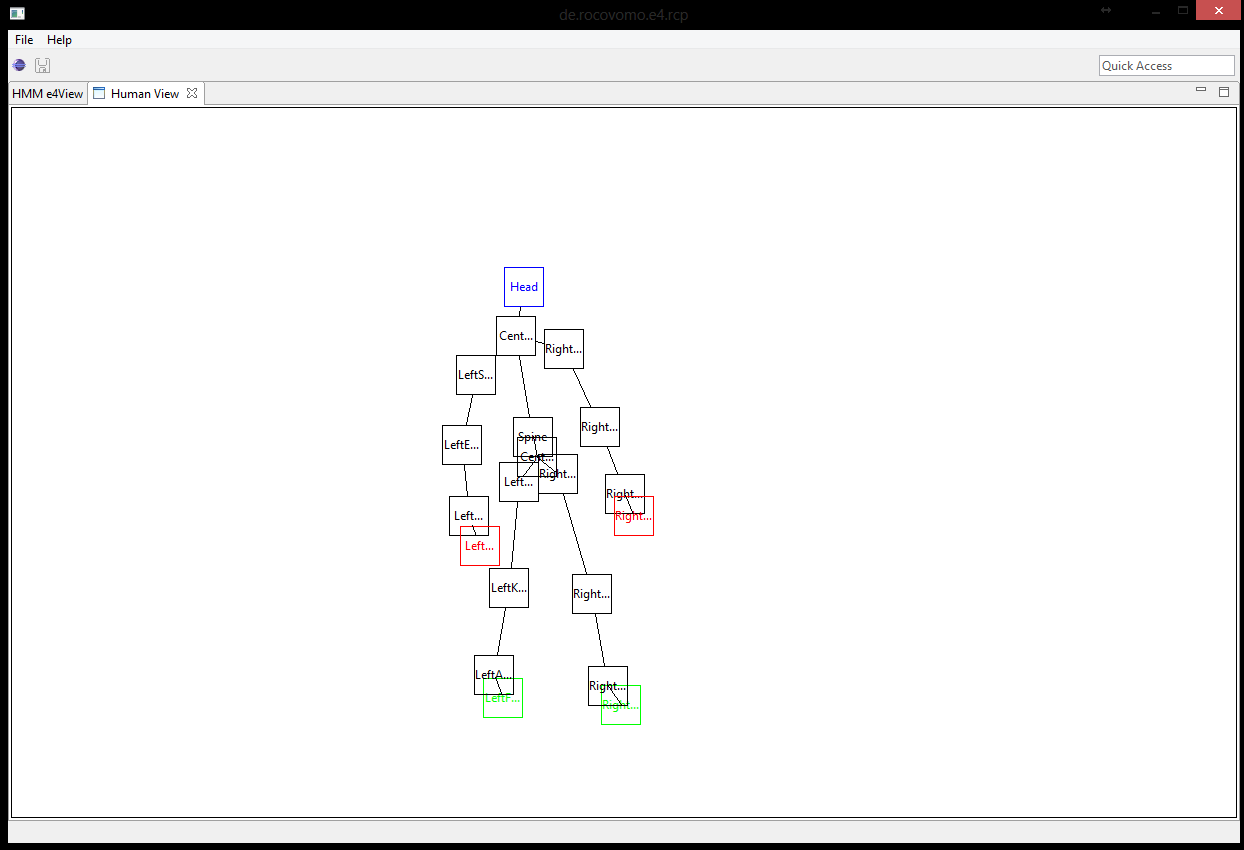 de.rocovomo.e4.rcp
File Help
Quick Access
HMM e4View Human View
Head
Cent...
Right...
LeftS...
Right...
Spine
LeftE...
Cent...
Right...
Left...
Right...
Left...
Right...
Left...
LeftK...
Right...
LeftA...
Right...
LeftF...
Right...